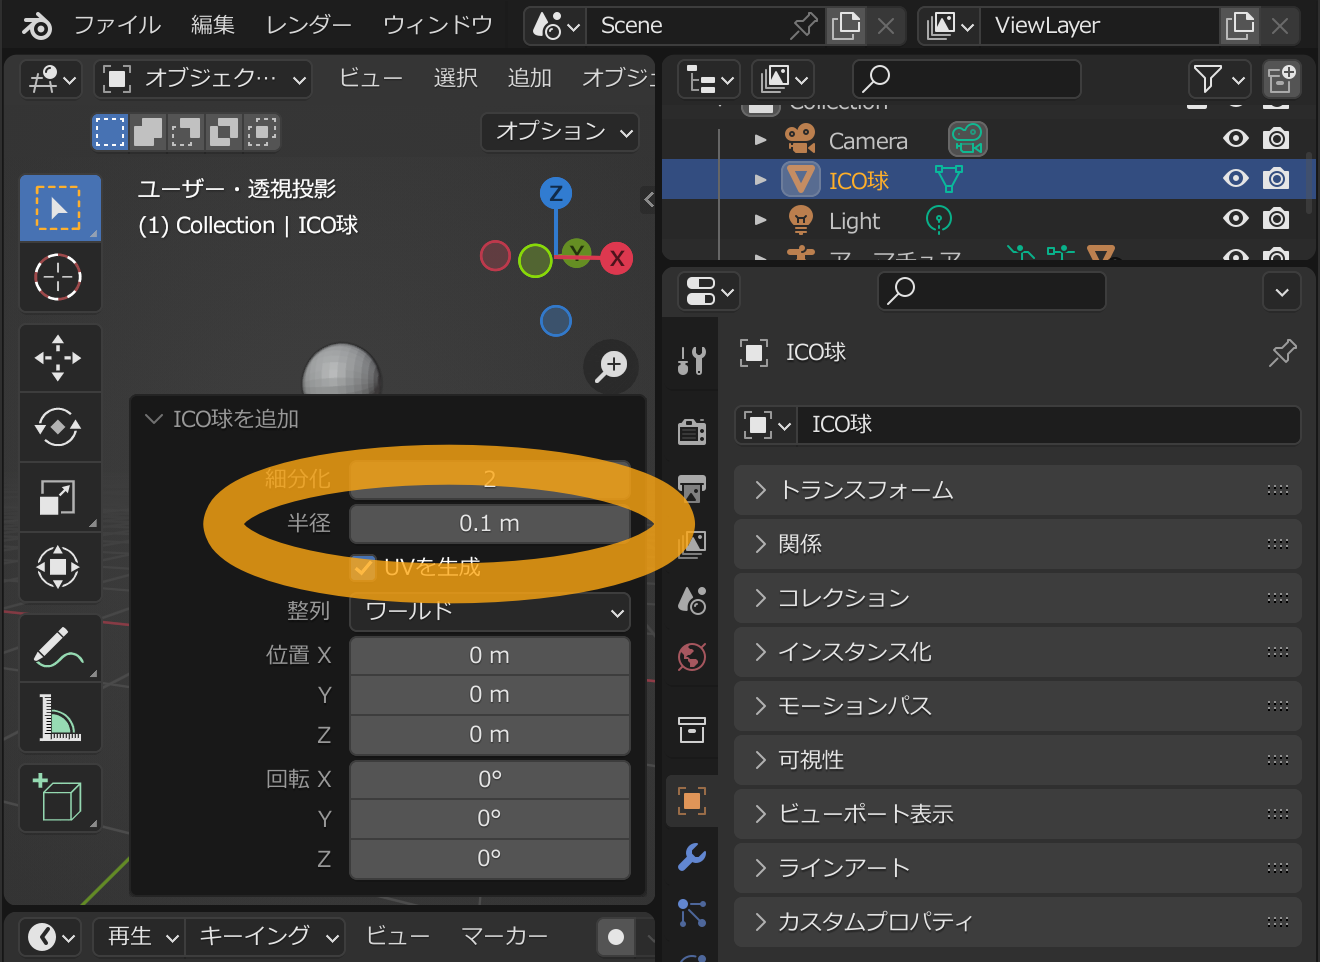 ファイル 編集 レンダー ウィンドウ Scene ViewLayer
オブジェク… ビュー 選択 追加 オブジェ
オプション
ユーザー・透視投影
(1) Collection | ICO球
Z
Y
X
ICO球を追加
細分化 2
半径 0.1 m
UVを生成
整列 ワールド
位置 X 0 m
Y 0 m
Z 0 m
回転 X 0°
Y 0°
Z 0°
再生 キーイング ビュー マーカー
Collection
Camera
ICO球
Light
アーマチュア
ICO球
ICO球
トランスフォーム
関係
コレクション
インスタンス化
モーションパス
可視性
ビューポート表示
ラインアート
カスタムプロパティ